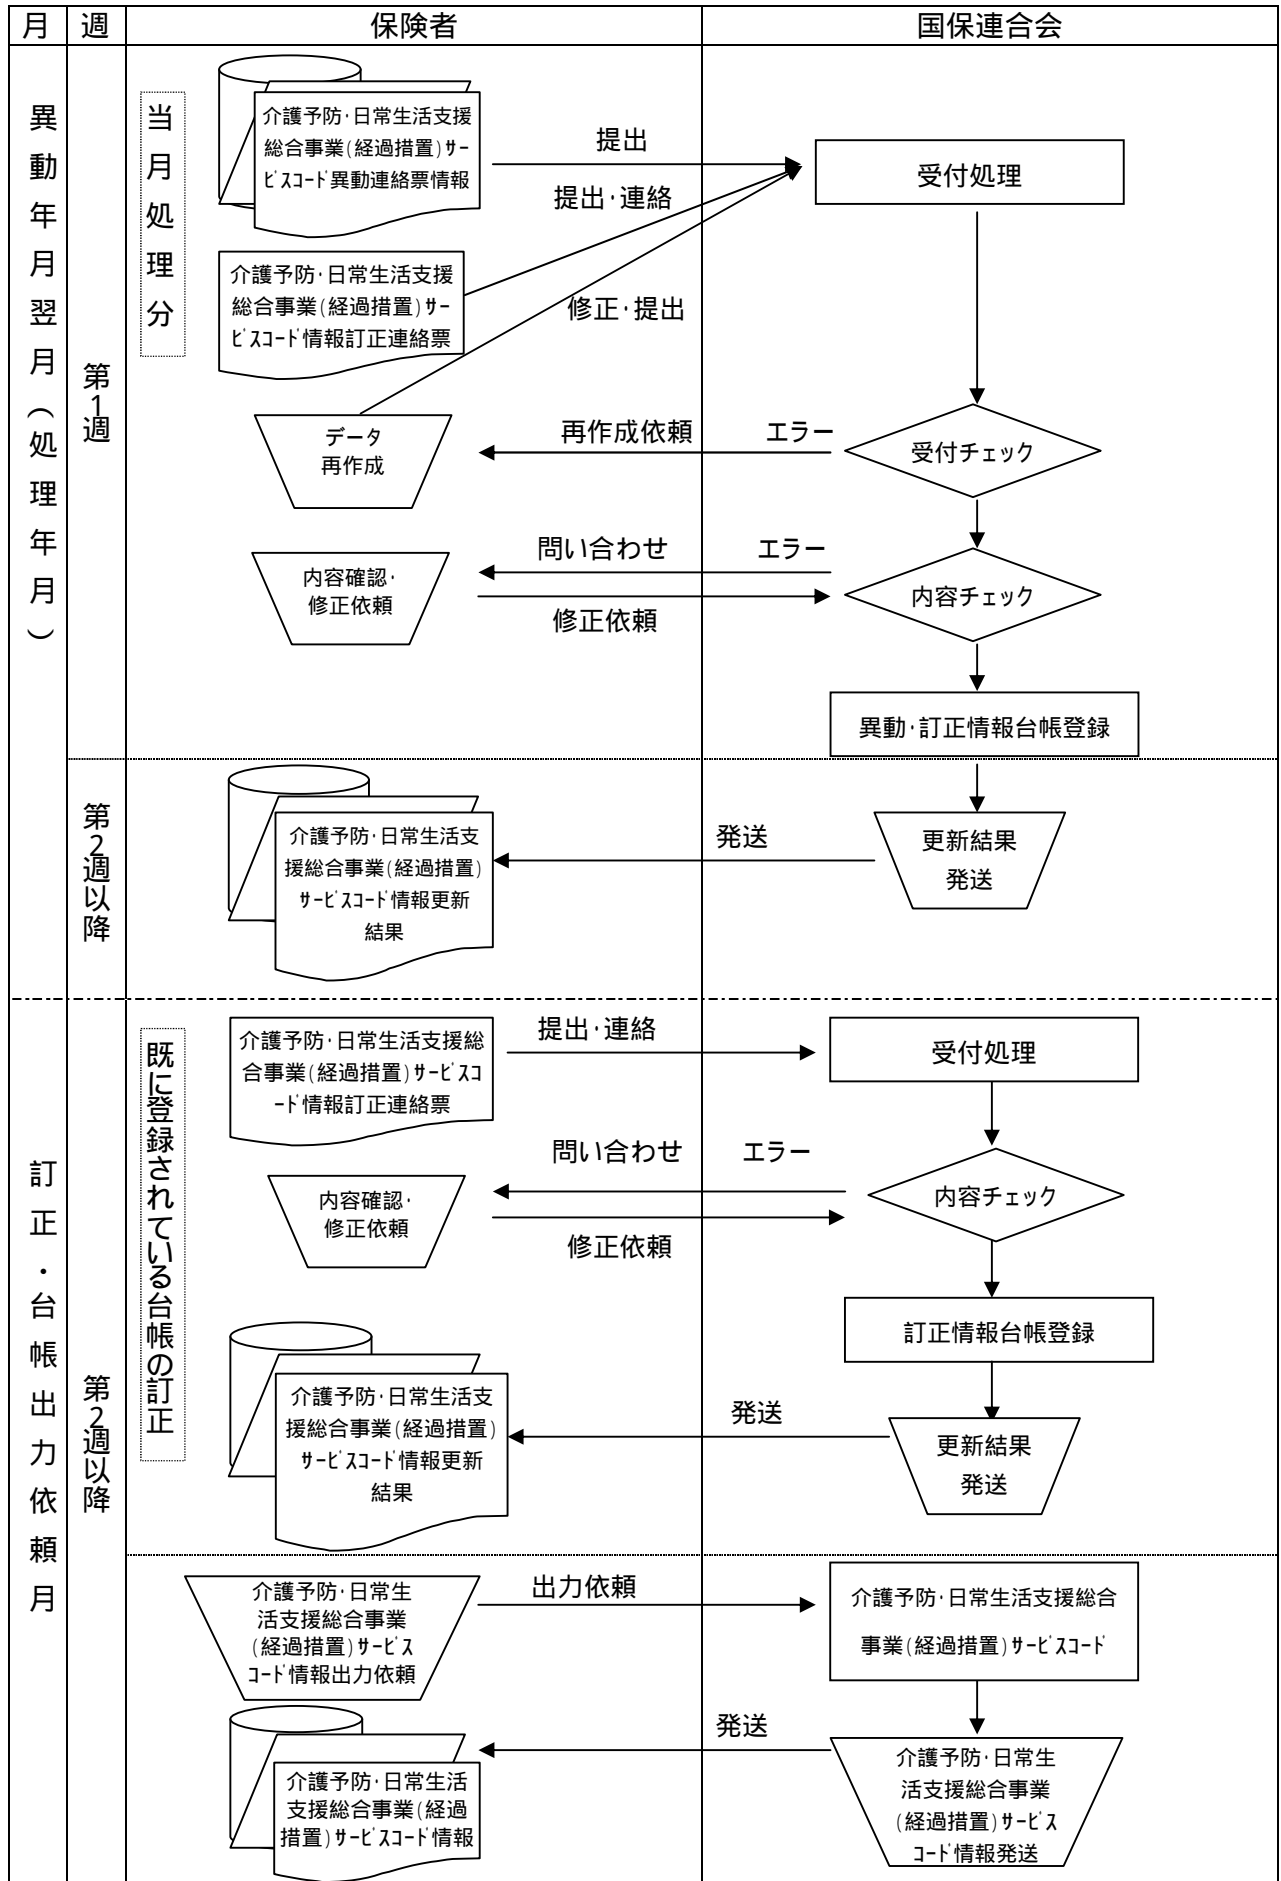 月
週
保険者
国保連合会
異動年月翌月（処理年月）
第1週
当月処理分
介護予防･日常生活支援
総合事業(経過措置)ｻｰ
ﾋﾞｽｺｰﾄﾞ異動連絡票情報
提出
受付処理
提出･連絡
介護予防･日常生活支援
総合事業(経過措置)ｻｰ
ﾋﾞｽｺｰﾄﾞ情報訂正連絡票
修正･提出
データ
再作成
再作成依頼
エラー
受付ﾁｪｯｸ
内容確認･
修正依頼
問い合わせ
エラー
修正依頼
内容ﾁｪｯｸ
異動･訂正情報台帳登録
第2週以降
介護予防･日常生活支
援総合事業(経過措置)
ｻｰﾋﾞｽｺｰﾄﾞ情報更新
結果
発送
更新結果
発送
訂正・台帳出力依頼月
第2週以降
既に登録されている台帳の訂正
介護予防･日常生活支援総
合事業(経過措置)ｻｰﾋﾞｽｺ
ｰﾄﾞ情報訂正連絡票
提出･連絡
受付処理
内容確認･
修正依頼
問い合わせ
エラー
修正依頼
内容ﾁｪｯｸ
訂正情報台帳登録
介護予防･日常生活支
援総合事業(経過措置)
ｻｰﾋﾞｽｺｰﾄﾞ情報更新
結果
発送
更新結果
発送
介護予防･日常生
活支援総合事業
(経過措置)ｻｰﾋﾞｽ
ｺｰﾄﾞ情報出力依頼
出力依頼
介護予防･日常生活支援総合
事業(経過措置)ｻｰﾋﾞｽｺｰﾄﾞ
介護予防･日常生活
支援総合事業(経過
措置)ｻｰﾋﾞｽｺｰﾄﾞ情報
発送
介護予防･日常生
活支援総合事業
(経過措置)ｻｰﾋﾞｽ
ｺｰﾄﾞ情報発送